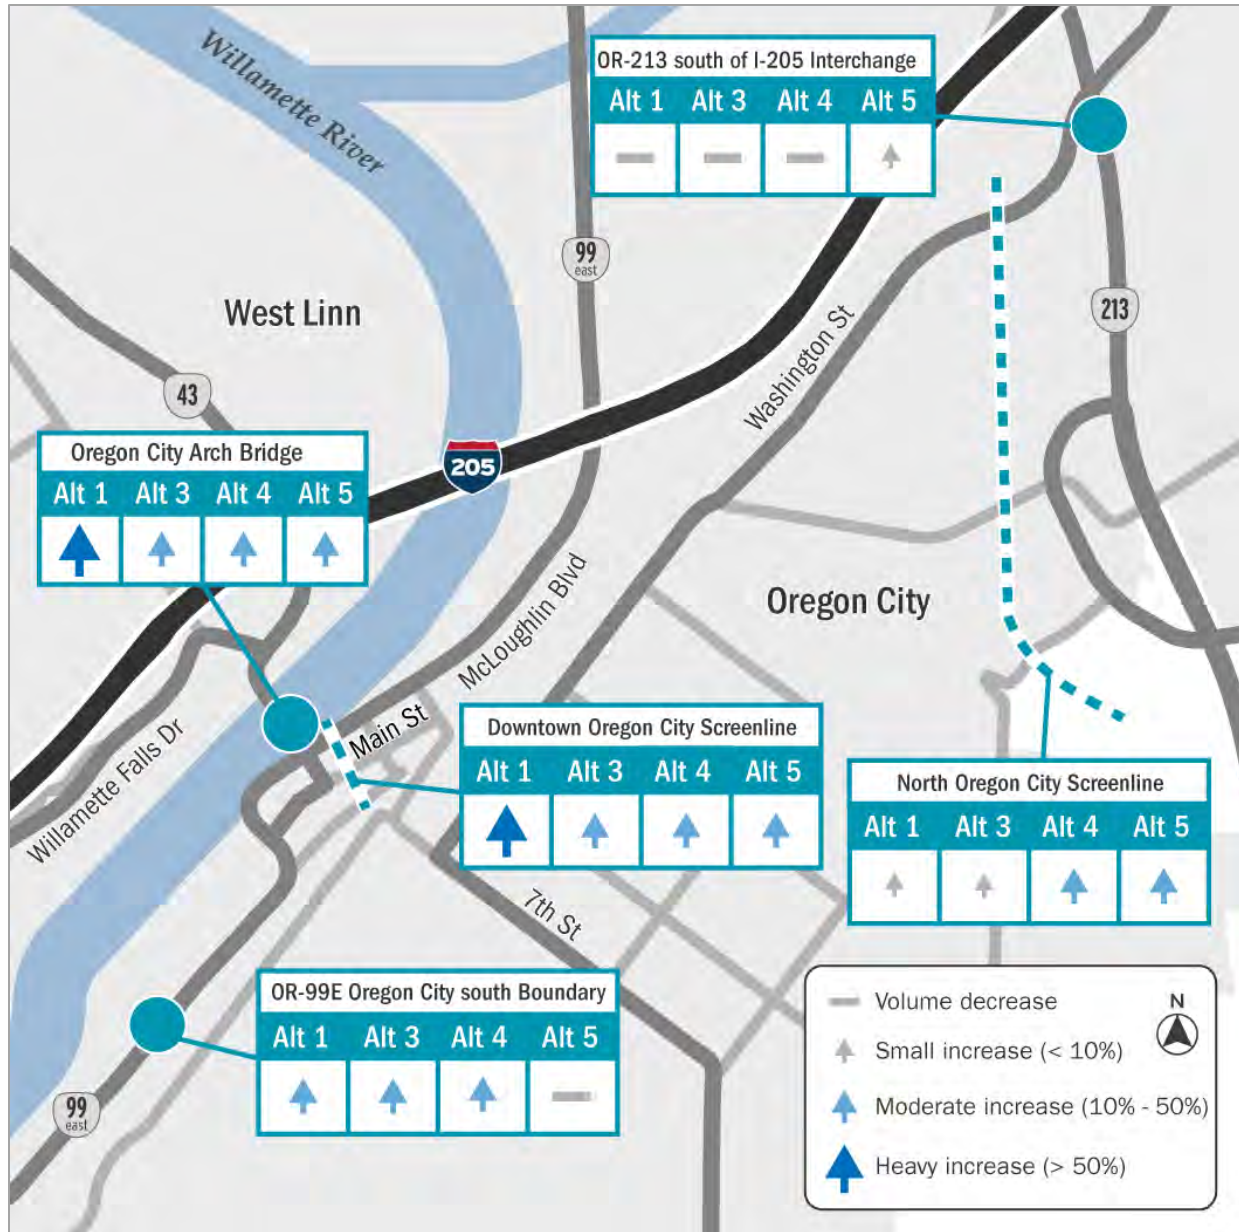 Willamette River
OR-213 south of I-205 Interchange
Alt 1 Alt 3 Alt 4 Alt 5
99
east
West Linn
213
Washington St
43
Oregon City Arch Bridge
Alt 1 Alt 3 Alt 4 Alt 5
205
McLoughlin Blvd
Oregon City
Willamette Falls Dr
Main St
Downtown Oregon City Screenline
Alt 1 Alt 3 Alt 4 Alt 5
North Oregon City Screenline
Alt 1 Alt 3 Alt 4 Alt 5
7th St
OR-99E Oregon City south Boundary
Alt 1 Alt 3 Alt 4 Alt 5
99
east
Volume decrease
N
Small increase (< 10%)
Moderate increase (10% - 50%)
Heavy increase (> 50%)